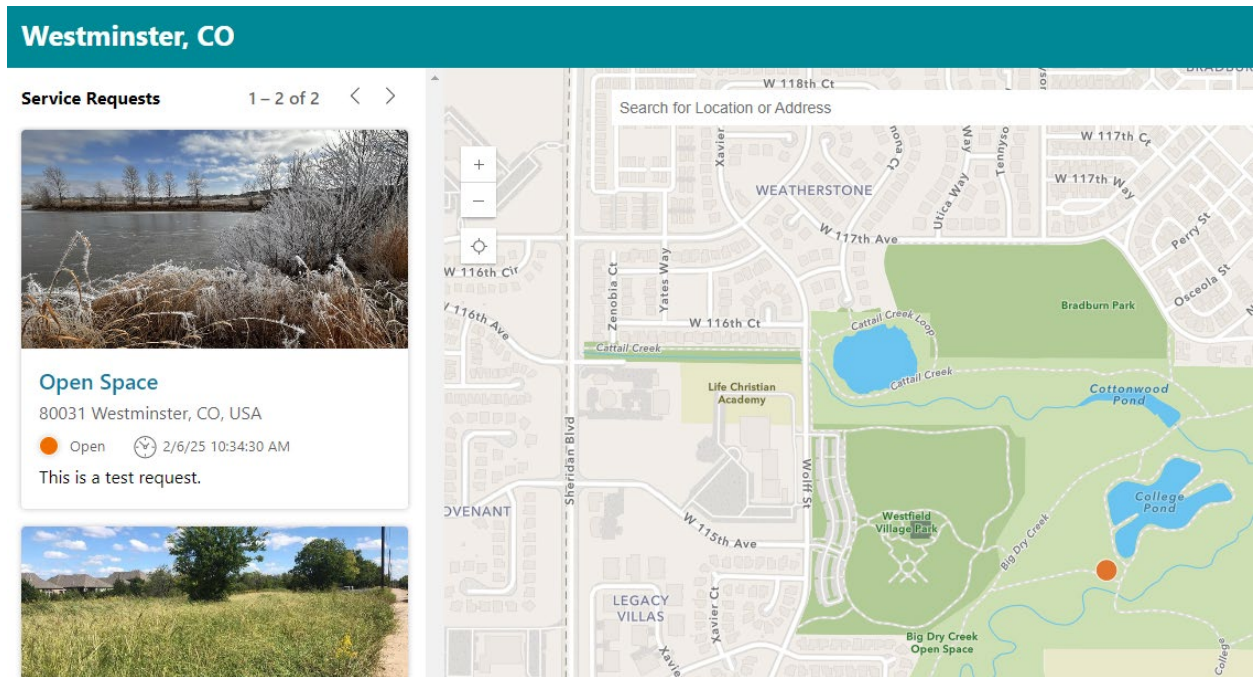 Westminster, CO
Service Requests
1 – 2 of 2
Open Space
80031 Westminster, CO, USA
Open
2/6/25 10:34:30 AM
This is a test request.
Search for Location or Address
+
−
W 118th Ct
Xavier
nona Ct
Way
Tennyso
W 117th Ct
W 117th Way
WEATHERSTONE
Utica Way
W 117th Ave
Perry St
Osceola St
W 116th Cir
Zenobia Ct
Yates Way
116th Ave
W 116th Ct
Cattail Creek Loop
Bradburn Park
Cattail Creek
Cattail Creek
Life Christian
Academy
Cottonwood
Pond
Sheridan Blvd
Wolff St
College
Pond
OVENANT
W 115th Ave
Westfield
Village Park
Big Dry Creek
LEGACY
VILLAS
Xavier Ct
Xavie
Big Dry Creek
Open Space
College